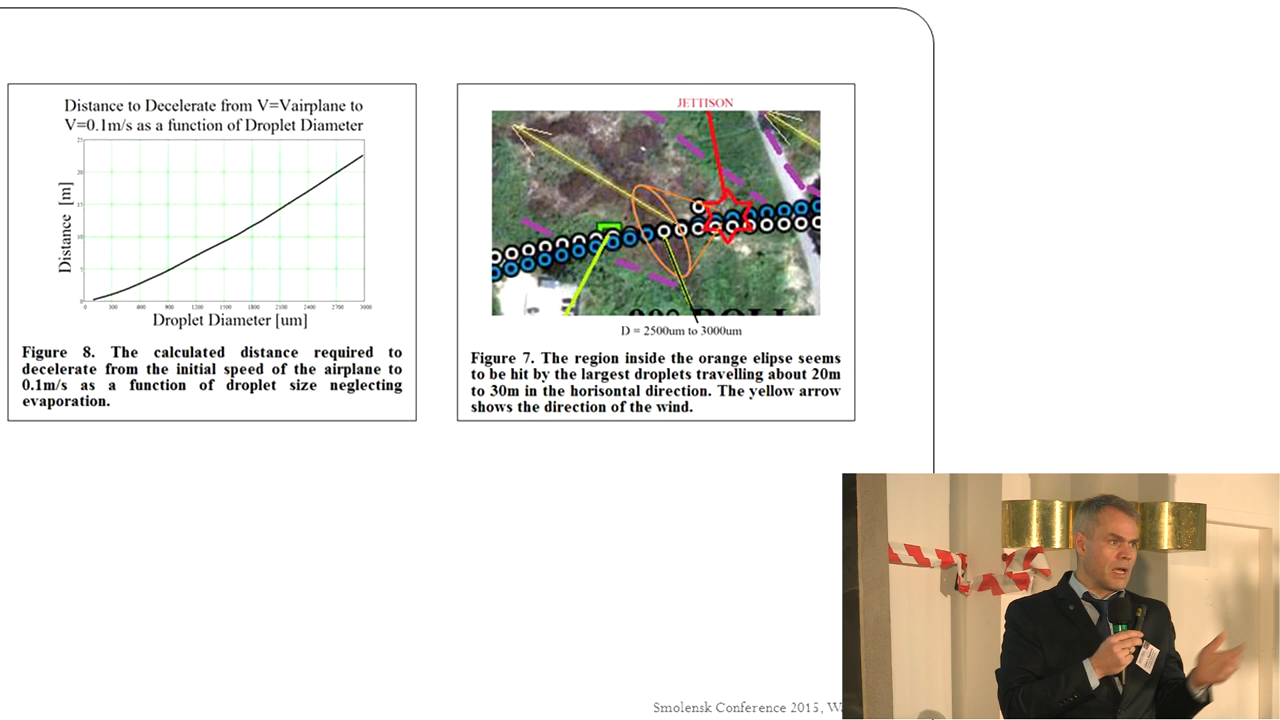 Distance to Decelerate from V=Vairplane to
V=0.1m/s as a function of Droplet Diameter
25
20
15
10
5
0
Distance [m]
0 300 600 900 1200 1500 1800 2100 2400 2700 3000
Droplet Diameter [um]
Figure 8. The calculated distance required to
decelerate from the initial speed of the airplane to
0.1m/s as a function of droplet size neglecting
evaporation.
JETTISON
D = 2500um to 3000um
Figure 7. The region inside the orange elipse seems
to be hit by the largest droplets travelling about 20m
to 30m in the horisontal direction. The yellow arrow
shows the direction of the wind.
Smolensk Conference 2015, W